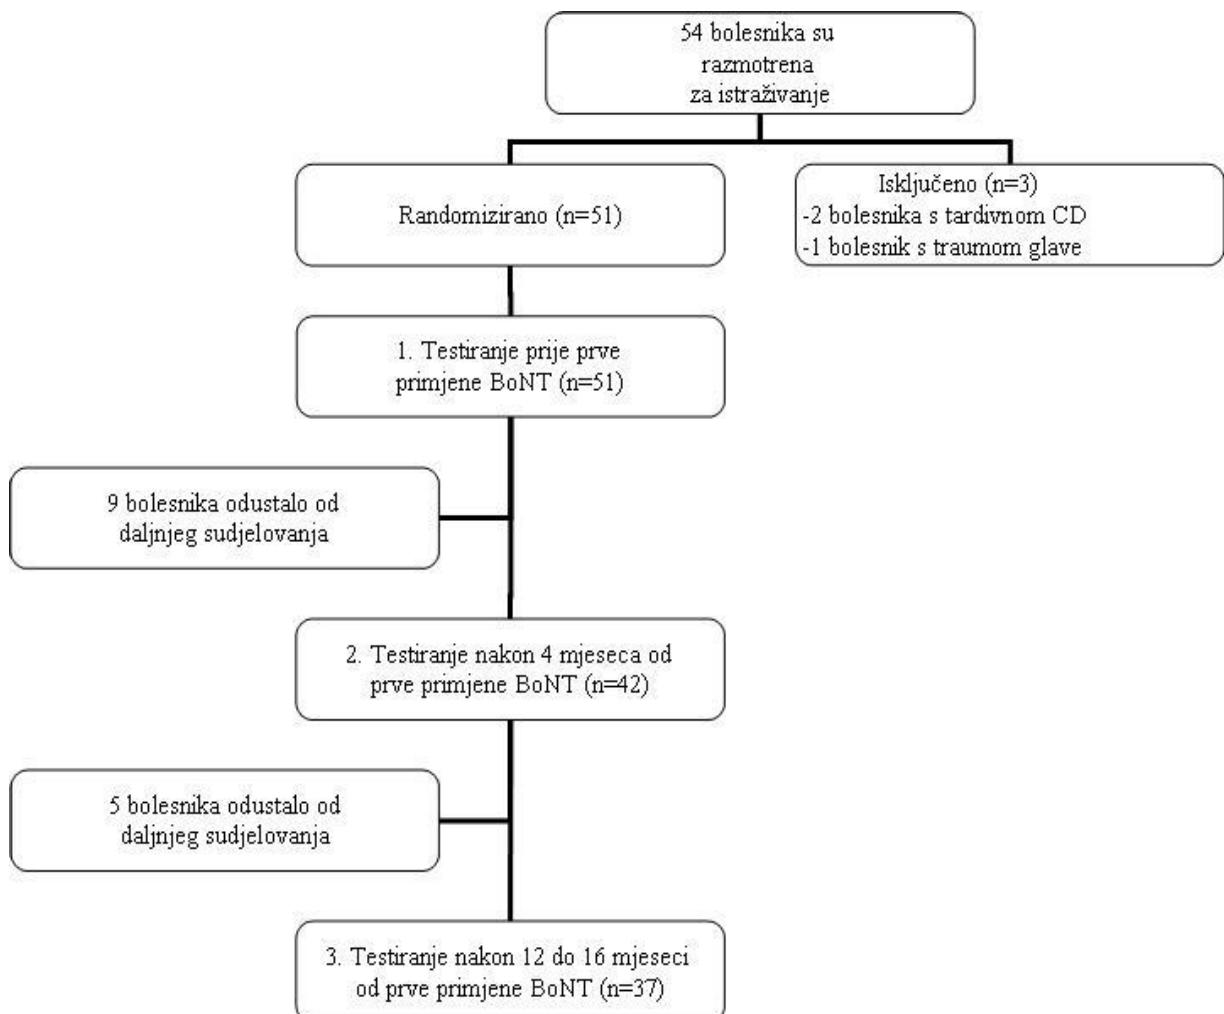 54 bolesnika su
razmotrena
za istraživanje
Randomizirano (n=51)
Isključeno (n=3)
-2 bolesnika s tardivnom CD
-1 bolesnik s traumom glave
1. Testiranje prije prve
primjene BoNT (n=51)
9 bolesnika odustalo od
daljnjeg sudjelovanja
2. Testiranje nakon 4 mjeseca od
prve primjene BoNT (n=42)
5 bolesnika odustalo od
daljnjeg sudjelovanja
3. Testiranje nakon 12 do 16 mjeseci
od prve primjene BoNT (n=37)